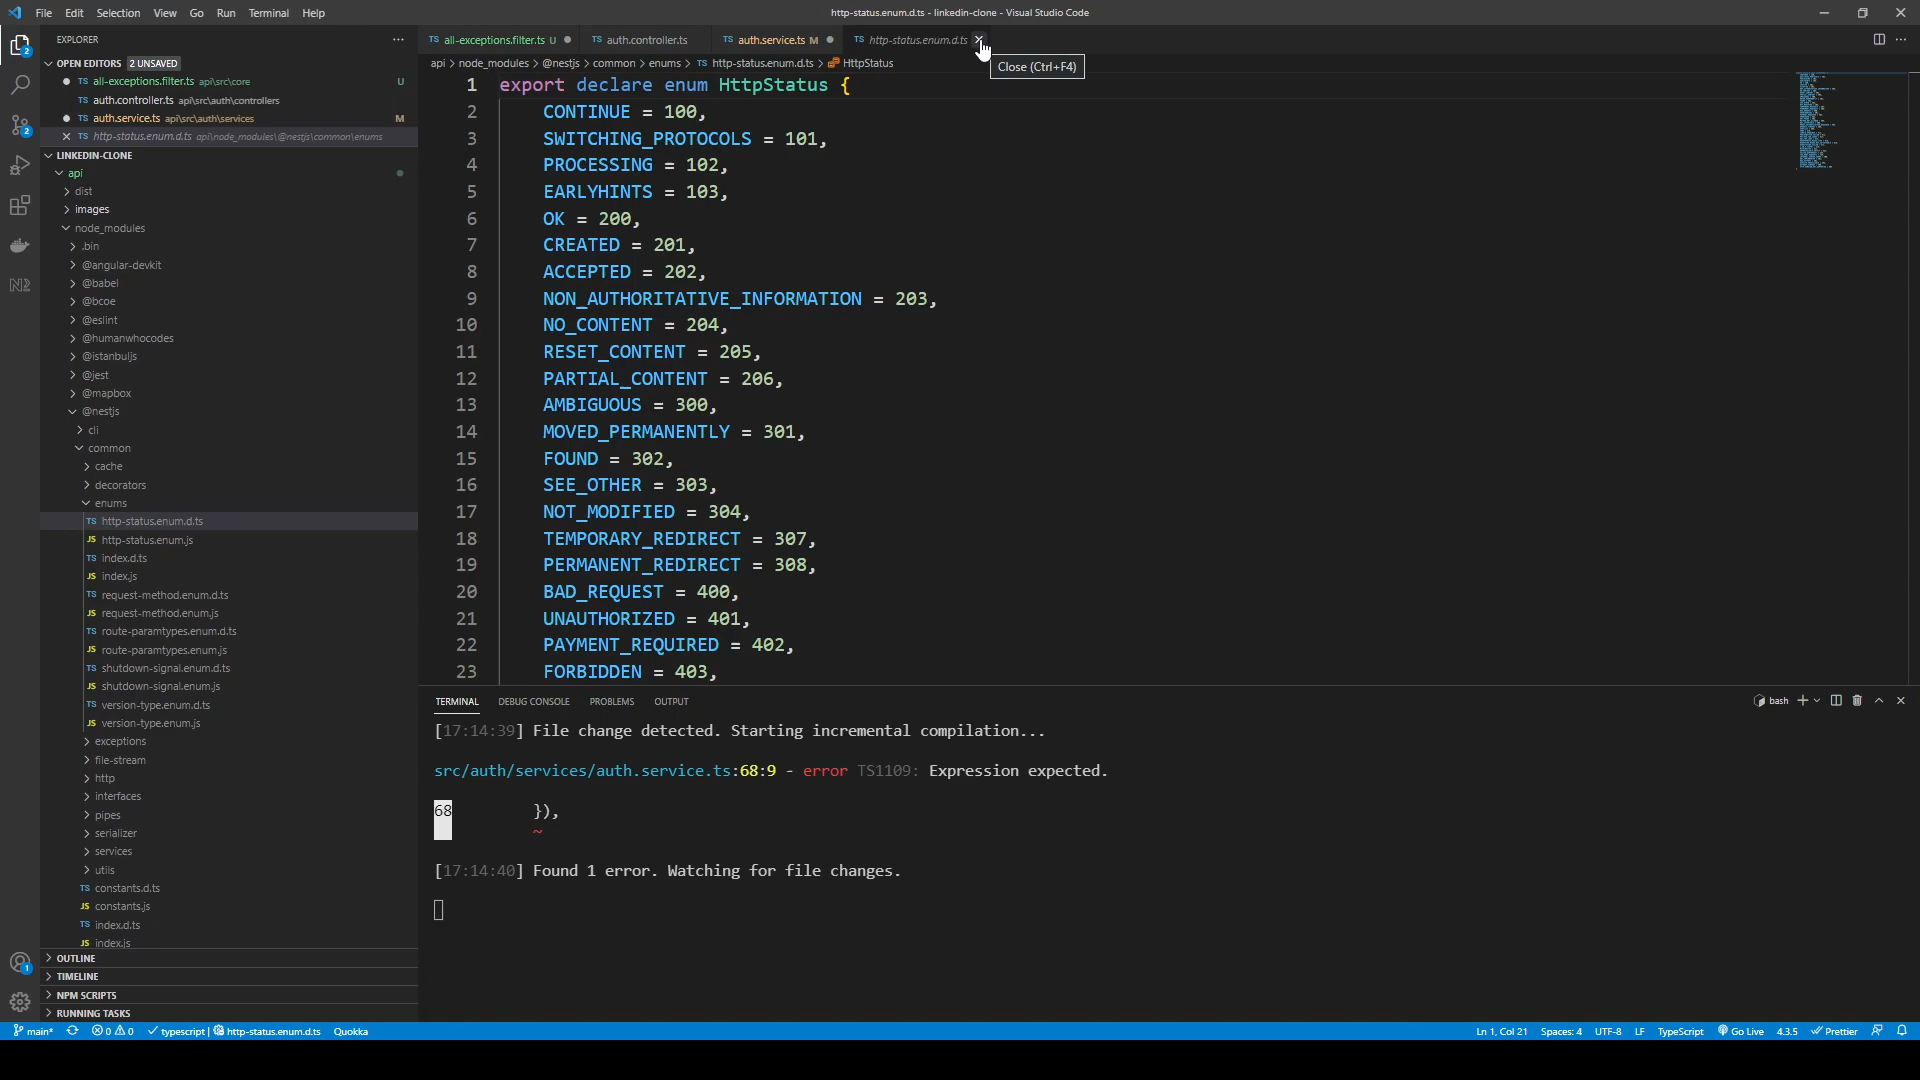 File Edit Selection View Go Run Terminal Help
http-status.enum.d.ts - linkedin-clone - Visual Studio Code
EXPLORER
TS all-exceptions.filter.ts U
TS auth.controller.ts
TS auth.service.ts M
TS http-status.enum.d.ts
Close (Ctrl+F4)
OPEN EDITORS 2 UNSAVED
TS all-exceptions.filter.ts api\src\core U
TS auth.controller.ts api\src\auth\controllers
TS auth.service.ts api\src\auth\services M
TS http-status.enum.d.ts api\node_modules\@nestjs\common\enums
LINKEDIN-CLONE
api
dist
images
node_modules
.bin
@angular-devkit
@babel
@bcoe
@eslint
@humanwhocodes
@istanbuljs
@jest
@mapbox
@nestjs
cli
common
cache
decorators
enums
TS http-status.enum.d.ts
JS http-status.enum.js
TS index.d.ts
JS index.js
TS request-method.enum.d.ts
JS request-method.enum.js
TS route-paramtypes.enum.d.ts
JS route-paramtypes.enum.js
TS shutdown-signal.enum.d.ts
JS shutdown-signal.enum.js
TS version-type.enum.d.ts
JS version-type.enum.js
exceptions
file-stream
http
interfaces
pipes
serializer
services
utils
TS constants.d.ts
JS constants.js
TS index.d.ts
JS index.js
OUTLINE
TIMELINE
NPM SCRIPTS
RUNNING TASKS
api > node_modules > @nestjs > common > enums > TS http-status.enum.d.ts > HttpStatus
1 export declare enum HttpStatus {
2 CONTINUE = 100,
3 SWITCHING_PROTOCOLS = 101,
4 PROCESSING = 102,
5 EARLYHINTS = 103,
6 OK = 200,
7 CREATED = 201,
8 ACCEPTED = 202,
9 NON_AUTHORITATIVE_INFORMATION = 203,
10 NO_CONTENT = 204,
11 RESET_CONTENT = 205,
12 PARTIAL_CONTENT = 206,
13 AMBIGUOUS = 300,
14 MOVED_PERMANENTLY = 301,
15 FOUND = 302,
16 SEE_OTHER = 303,
17 NOT_MODIFIED = 304,
18 TEMPORARY_REDIRECT = 307,
19 PERMANENT_REDIRECT = 308,
20 BAD_REQUEST = 400,
21 UNAUTHORIZED = 401,
22 PAYMENT_REQUIRED = 402,
23 FORBIDDEN = 403,
TERMINAL DEBUG CONSOLE PROBLEMS OUTPUT
bash
[17:14:39] File change detected. Starting incremental compilation...
src/auth/services/auth.service.ts:68:9 - error TS1109: Expression expected.
68 }),
~
[17:14:40] Found 1 error. Watching for file changes.
main* 0 0 typescript | http-status.enum.d.ts Quokka
Ln 1, Col 21 Spaces: 4 UTF-8 LF TypeScript Go Live 4.3.5 Prettier
2
2
1